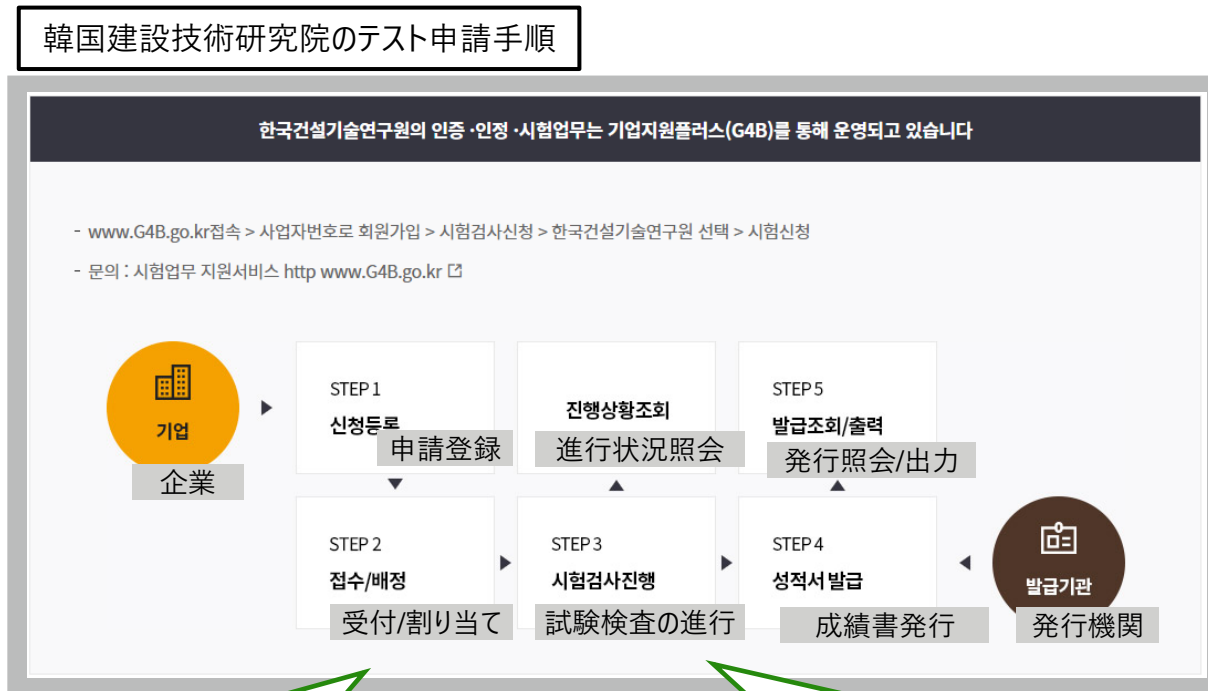 韓国建設技術研究院のテスト申請手順
한국건설기술연구원의 인증 ·인정 ·시험업무는 기업지원플러스(G4B)를 통해 운영되고 있습니다
- www.G4B.go.kr접속 > 사업자번호로 회원가입 > 시험검사신청 > 한국건설기술연구원 선택 > 시험신청
- 문의 : 시험업무 지원서비스 http www.G4B.go.kr
기업
企業
STEP 1
신청등록
申請登録
진행상황조회
進行状況照会
STEP 5
발급조회/출력
発行照会/出力
STEP 2
접수/배정
受付/割り当て
STEP 3
시험검사진행
試験検査の進行
STEP 4
성적서 발급
成績書発行
발급기관
発行機関